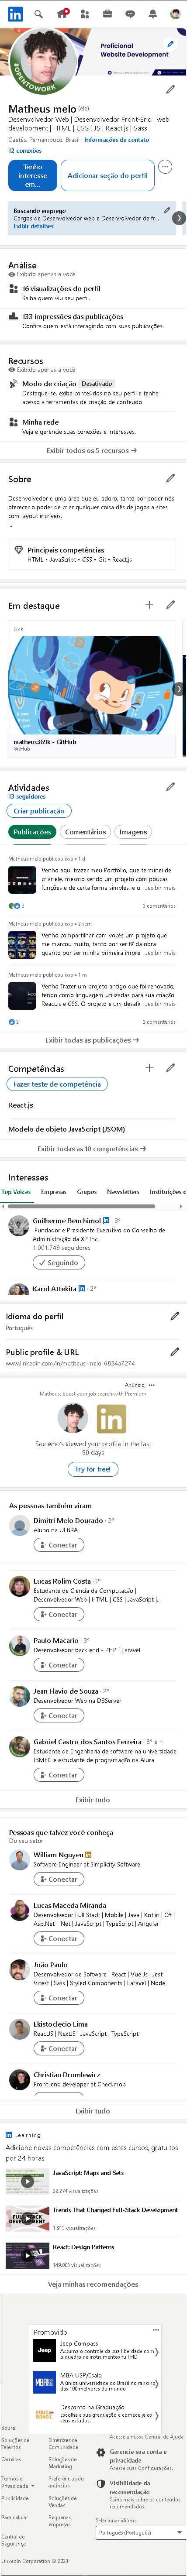 Proficional
Website Development
#OPENTOWORK
Matheus melo (ele)
Desenvolvedor Web | Desenvolvedor Front-End | web
development | HTML | CSS | JS | React.js | Sass
Caetés, Pernambuco, Brasil · Informações de contato
12 conexões
Tenho
interesse
em...
Adicionar seção do perfil
Buscando emprego
Cargos de Desenvolvedor web e Desenvolvedor de fr...
Exibir detalhes
Análise
Exibido apenas a você
16 visualizações do perfil
Saiba quem viu seu perfil.
133 impressões das publicações
Confira quem está interagindo com suas publicações.
Recursos
Exibido apenas a você
Modo de criação Desativado
Destaque-se, exiba conteúdos no seu perfil e tenha
acesso a ferramentas de criação de conteúdo
Minha rede
Veja e gerencie suas conexões e interesses.
Exibir todos os 5 recursos →
Sobre
Desenvolvedor e uma área que eu adoro, tanto por pode nós
oferecer o poder de criar qualquer coisa dês de jogos a sites
com layout incríveis.
...
Principais competências
HTML • JavaScript • CSS • Git • React.js
Em destaque
Link
matheus369k - GitHub
GitHub
Atividades
13 seguidores
Criar publicação
Publicações
Comentários
Imagens
Matheus melo publicou isso • 1 d
Venho aqui trazer meu Portfólio, que terminei de
criar ele, mesmo sendo um projeto com poucas
funções e de certa forma simples, e u ...exibir mais
8 3 comentários
Matheus melo publicou isso • 2 sem
Venho compartilhar com vocês um projeto que
me marcou muito, tanto por ser fil da obra
quanto por ser minha primeira impre ...exibir mais
Matheus melo publicou isso • 1 m
Venho Trazer um projeto antigo que foi renovado,
tendo como linguagem utilizados para sua criação
React.js e CSS. O projeto e um desafi ...exibir mais
2 2 comentários
Exibir todas as publicações →
Competências
Fazer teste de competência
React.js
Modelo de objeto JavaScript (JSOM)
Exibir todas as 10 competências →
Interesses
Top Voices Empresas Grupos Newsletters Instituições d
Guilherme Benchimol · 3º
Fundador e Presidente Executivo do Conselho de
Administração da XP Inc.
1.001.749 seguidores
Seguindo
Karol Attekita · 2º
Idioma do perfil
Português
Public profile & URL
www.linkedin.com/in/matheus-melo-6824a7274
Anúncio
Matheus, boost your job search with Premium
See who's viewed your profile in the last
90 days
Try for free!
As pessoas também viram
Dimitri Melo Dourado · 2º
Aluna na ULBRA
Conectar
Lucas Rolim Costa · 2º
Estudante de Ciência da Computação |
Desenvolvedor Web | HTML | CSS | JavaScript |...
Conectar
Paulo Macario · 3º
Desenvolvedor back end - PHP | Laravel
Conectar
Jean Flavio de Souza · 2º
Desenvolvedor Web na DBServer
Conectar
Gabriel Castro dos Santos Ferreira · 3º e +
Estudante de Engenharia de software na universidade
IBMEC e estudante de programação na Alura
Conectar
Exibir tudo
Pessoas que talvez você conheça
Do seu setor
William Nguyen
Software Engineer at Simplicity Software
Conectar
Lucas Maceda Miranda
Desenvolvedor Full Stack | Mobile | Java | Kotlin | C# |
Asp.Net | .Net | JavaScript | TypeScript | Angular
Conectar
João Paulo
Desenvolvedor de Software | React | Vue Js | Jest |
Vitest | Sass | Styled Components | Laravel | Node
Conectar
Ekistoclecio Lima
ReactJS | NextJS | JavaScript | TypeScript
Conectar
Christian Dromlewicz
Front-end developer at Checkmob
Exibir tudo
Learning
Adicione novas competências com estes cursos, gratuitos
por 24 horas
JavaScript: Maps and Sets
22.274 visualizações
Trends That Changed Full-Stack Development
1.913 visualizações
React: Design Patterns
149.003 visualizações
Veja minhas recomendações
Promovido
Jeep
Jeep Compass
Assuma o controle da sua liberdade com
o quadro de instrumentos full HD
MBA USP/Esalq
A única universidade do Brasil no ranking
das 100 melhores do mundo
Desconto na Graduação
Escolha a sua graduação e comece já os
seus estudos.
Sobre
Acesse a nossa Central de Ajuda.
Soluções de
Talentos
Diretrizes da
Comunidade
Gerencie sua conta e
privacidade
Acesse suas Configurações.
Carreiras
Soluções de
Marketing
Termos e
Privacidade
Preferências de
anúncios
Visibilidade da
recomendação
Saiba mais sobre os conteúdos
recomendados.
Publicidade
Soluções de
Vendas
Para celular
Pequenas
empresas
Selecionar idioma
Português (Português)
Central de
Segurança
LinkedIn Corporation © 2023